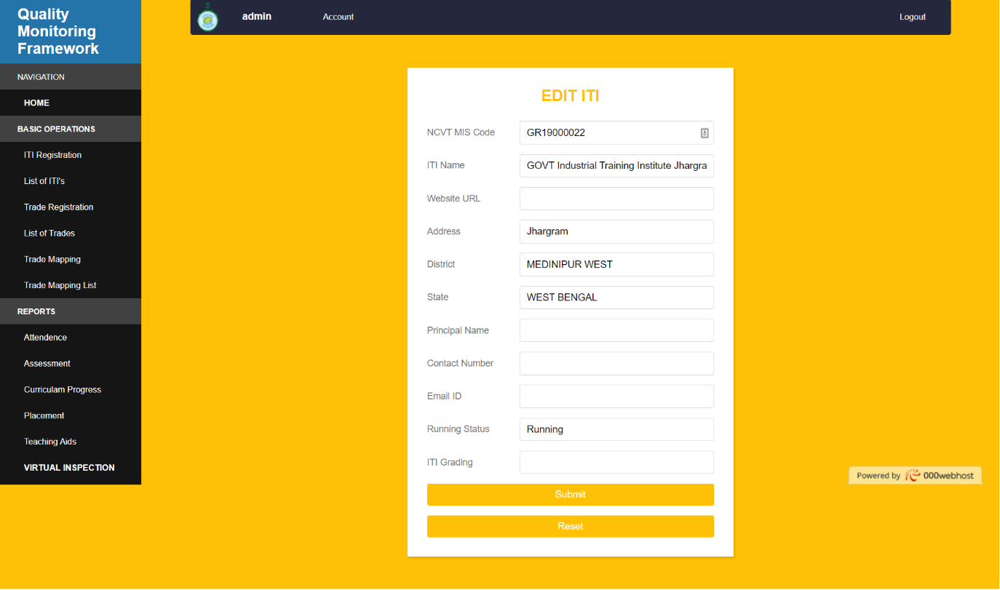 Quality
Monitoring
Framework
NAVIGATION
HOME
BASIC OPERATIONS
ITI Registration
List of ITI's
Trade Registration
List of Trades
Trade Mapping
Trade Mapping List
REPORTS
Attendence
Assessment
Curriculam Progress
Placement
Teaching Aids
VIRTUAL INSPECTION
admin Account Logout
EDIT ITI
NCVT MIS Code GR19000022
ITI Name GOVT Industrial Training Institute Jhargra
Website URL
Address Jhargram
District MEDINIPUR WEST
State WEST BENGAL
Principal Name
Contact Number
Email ID
Running Status Running
ITI Grading
Submit
Reset
Powered by 000webhost